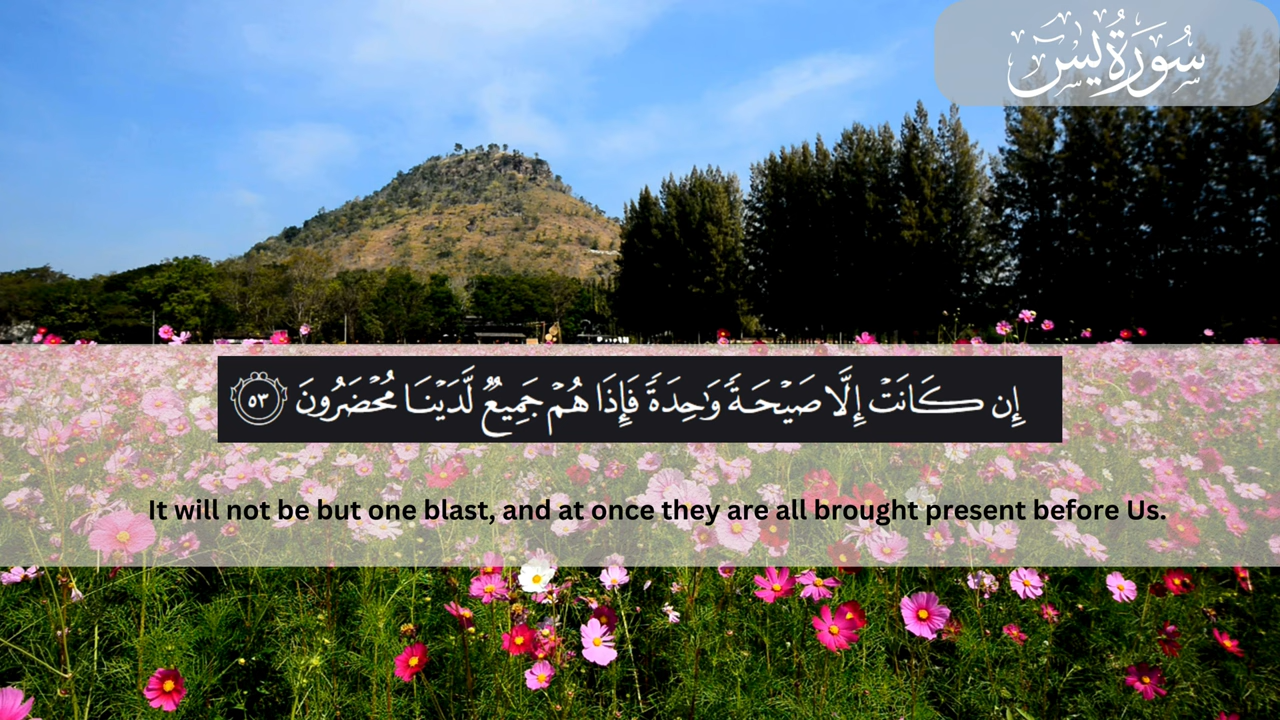 سُورَةُ يس
إِن كَانَتْ إِلَّا صَيْحَةً وَٰحِدَةً فَإِذَا هُمْ جَمِيعٌ لَّدَيْنَا مُحْضَرُونَ ٥٣
It will not be but one blast, and at once they are all brought present before Us.